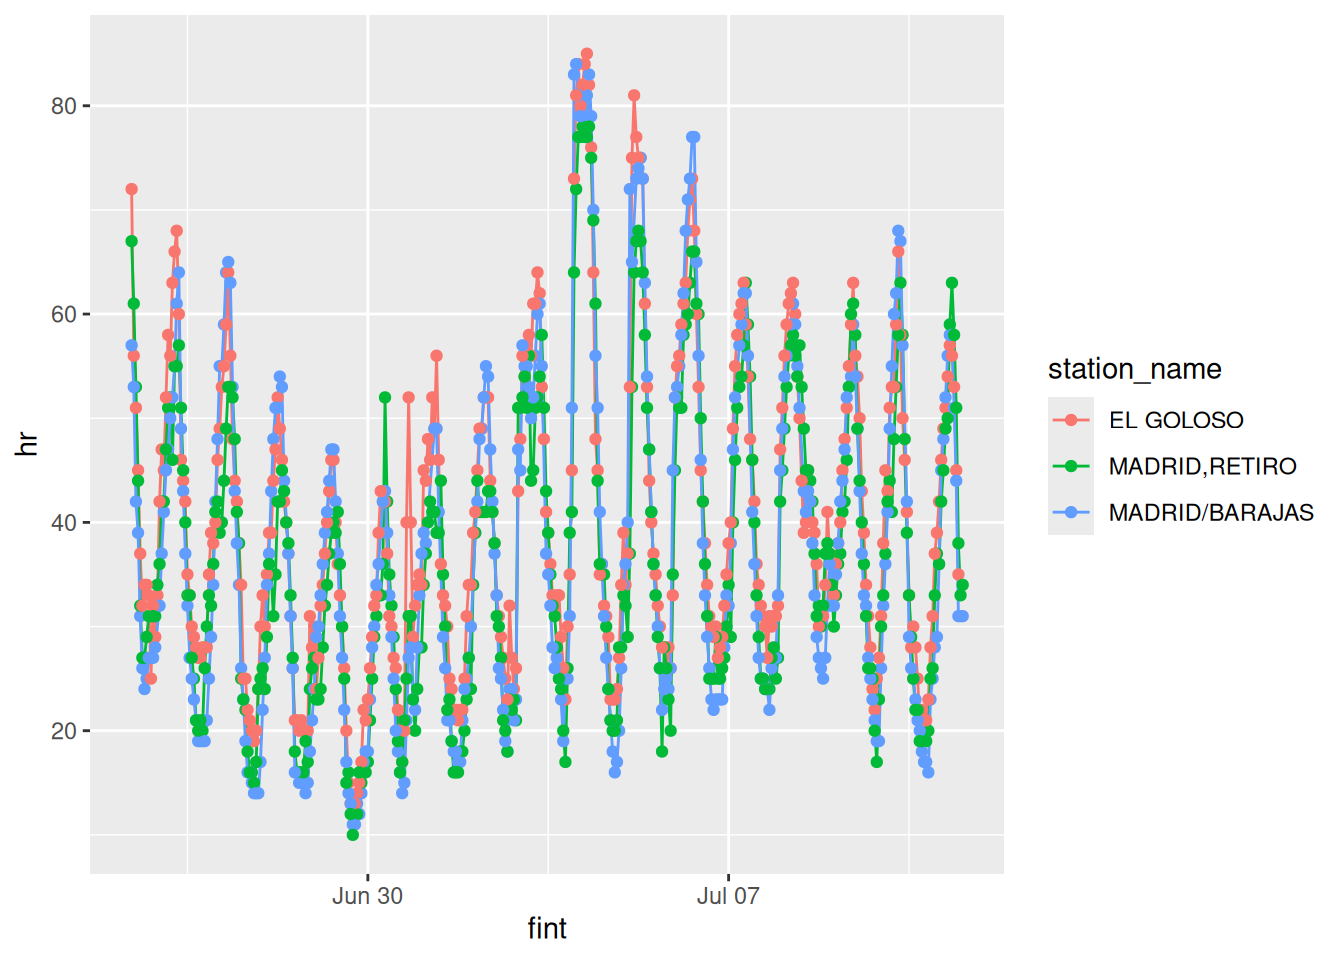 80
60
40
20
hr
Jun 30
Jul 07
fint
station_name
EL GOLOSO
MADRID,RETIRO
MADRID/BARAJAS